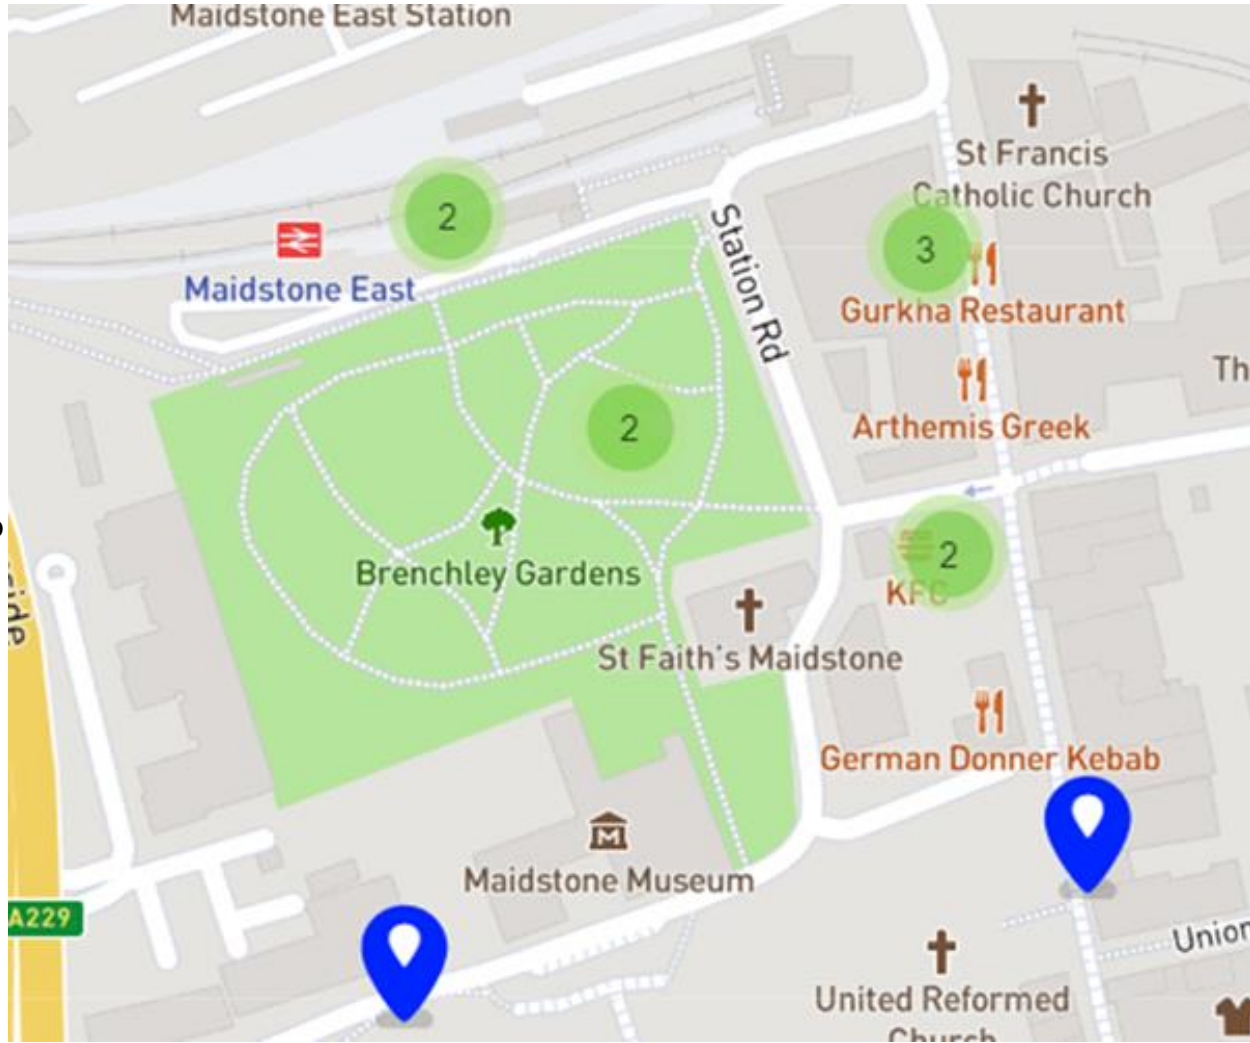 Maidstone East Station
St Francis
Catholic Church
2
3
Maidstone East
Station Rd
Gurkha Restaurant
Arthemis Greek
2
2
KFC
Brenchley Gardens
St Faith's Maidstone
German Donner Kebab
Maidstone Museum
A229
Union
United Reformed
Church